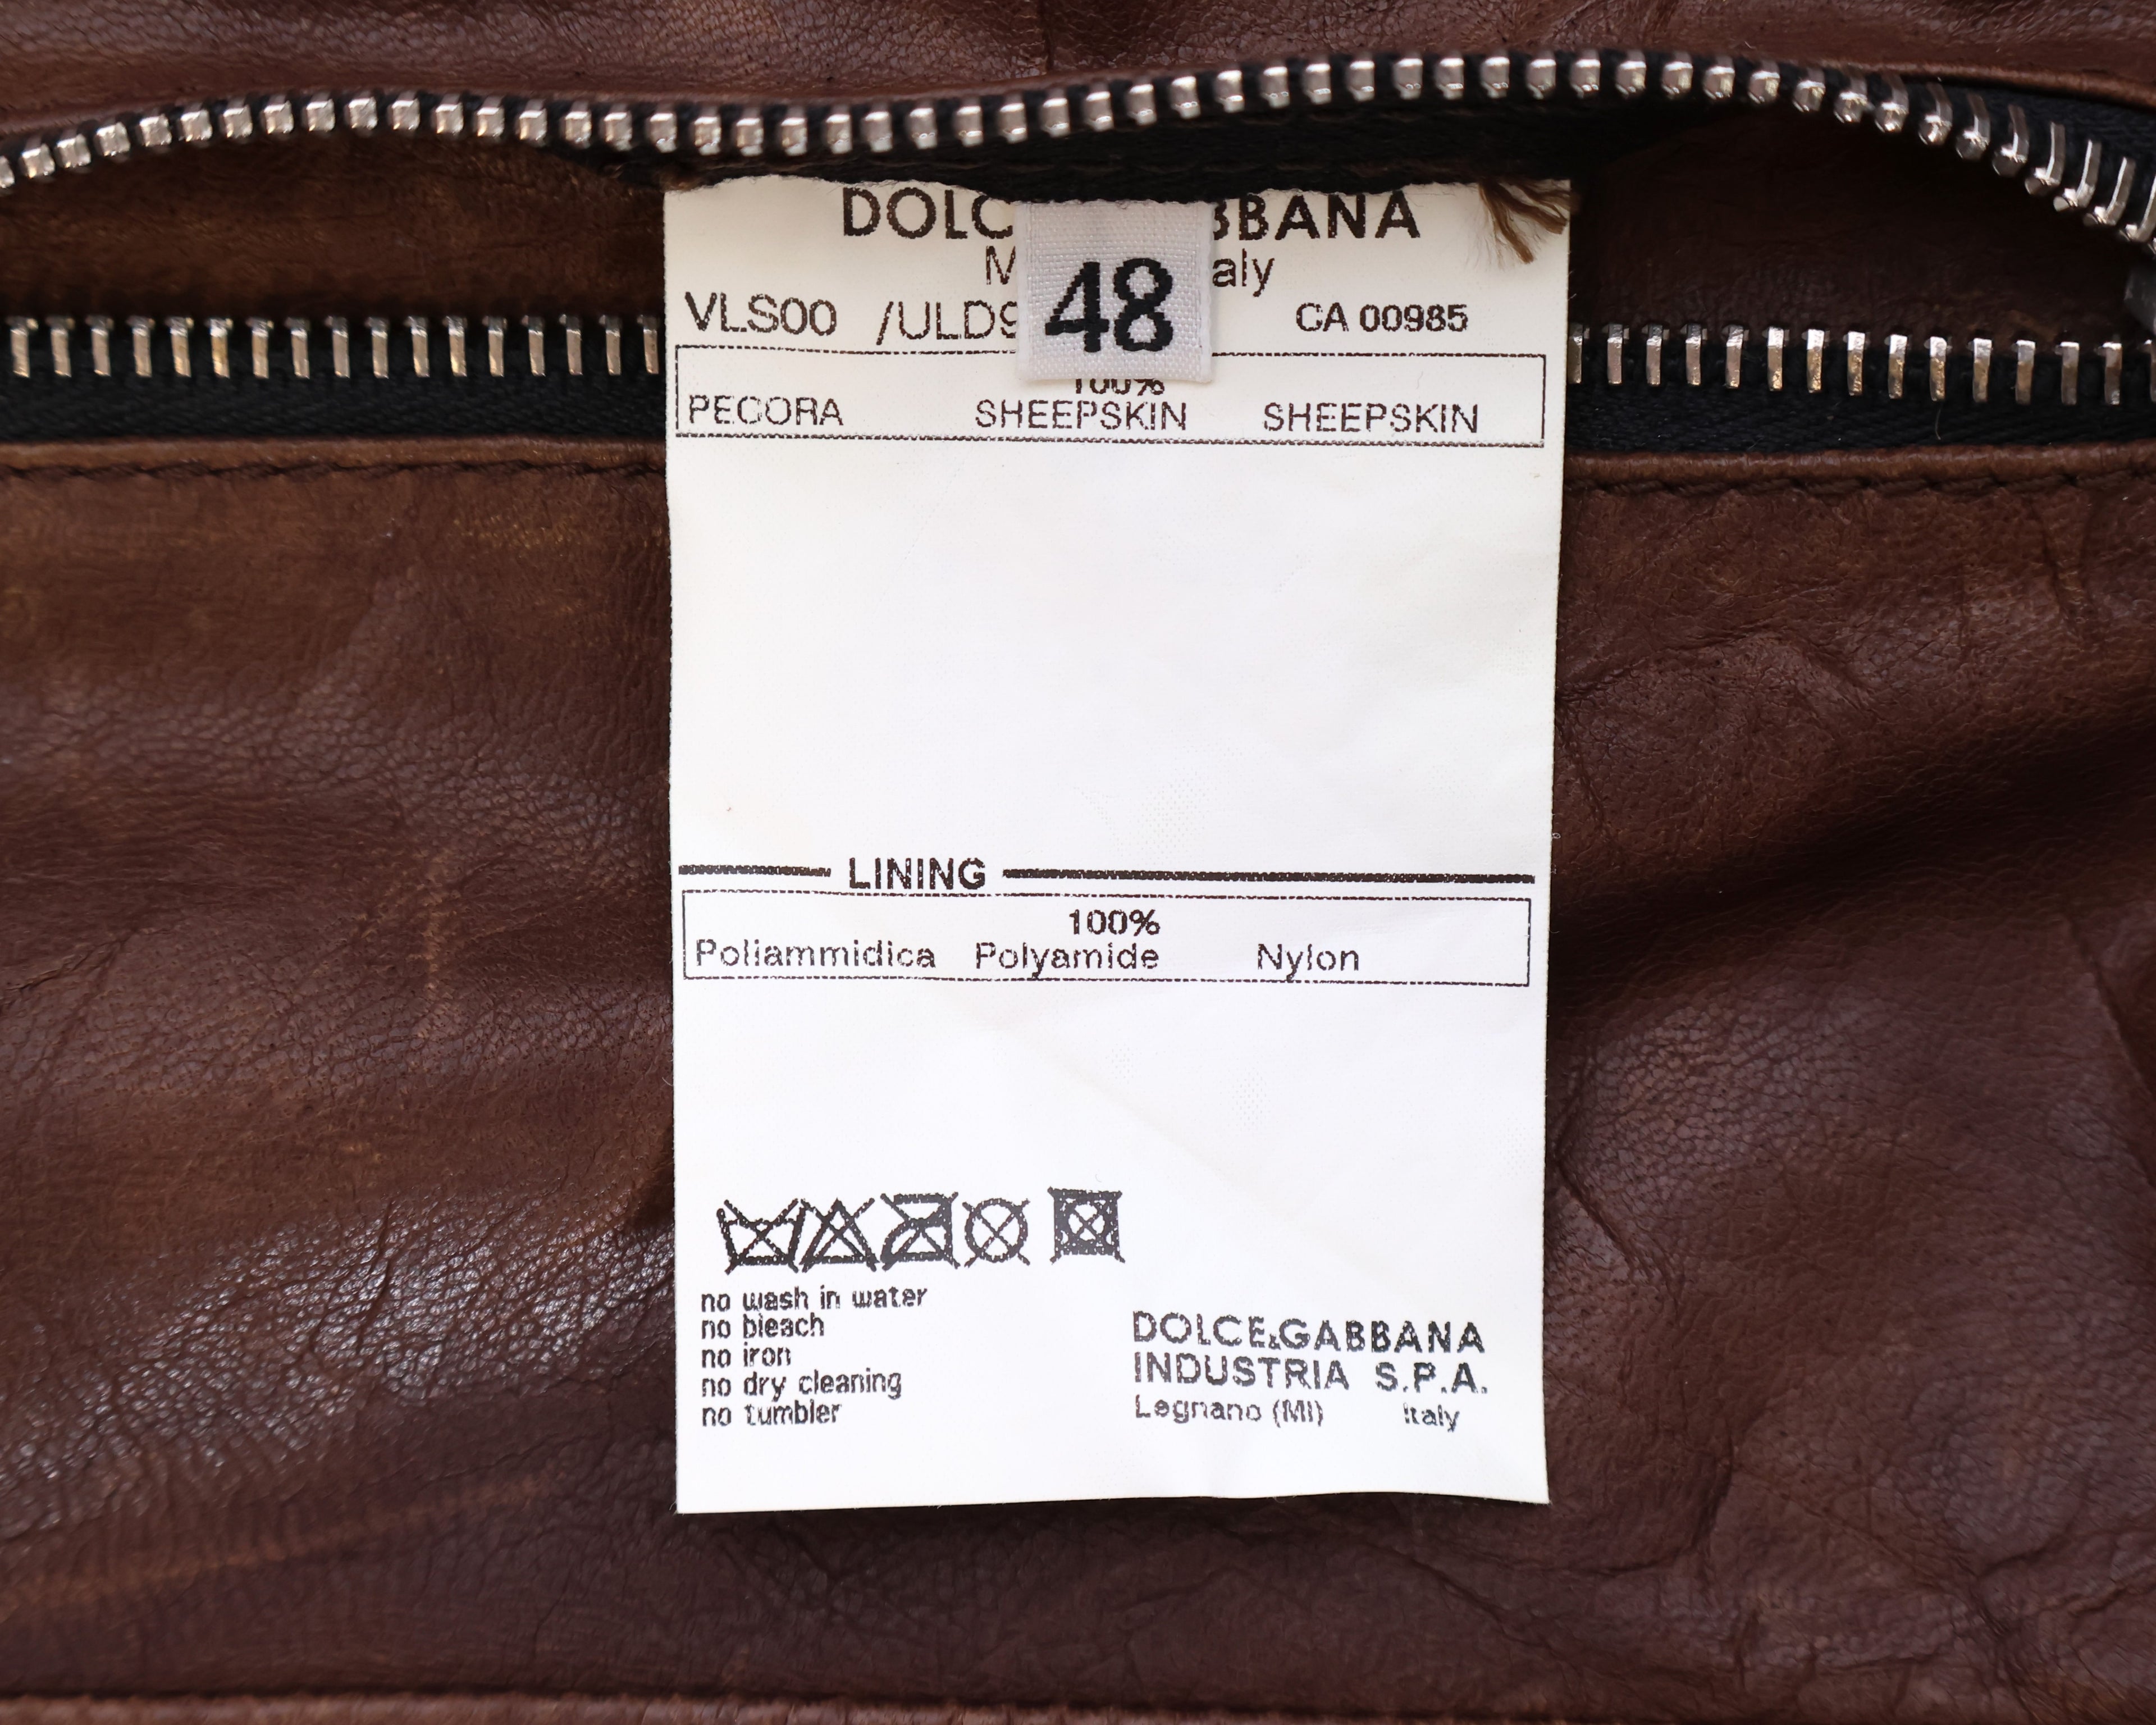 DOLC BBANA
48
VLS00 /ULD9 CA 00985
100%
PECORA SHEEPSKIN SHEEPSKIN
LINING
100%
Poliammidica Polyamide Nylon
no wash in water
no bleach
no iron
no dry cleaning
no tumbler
DOLCE&GABBANA
INDUSTRIA S.P.A.
Legnano (MI) Italy